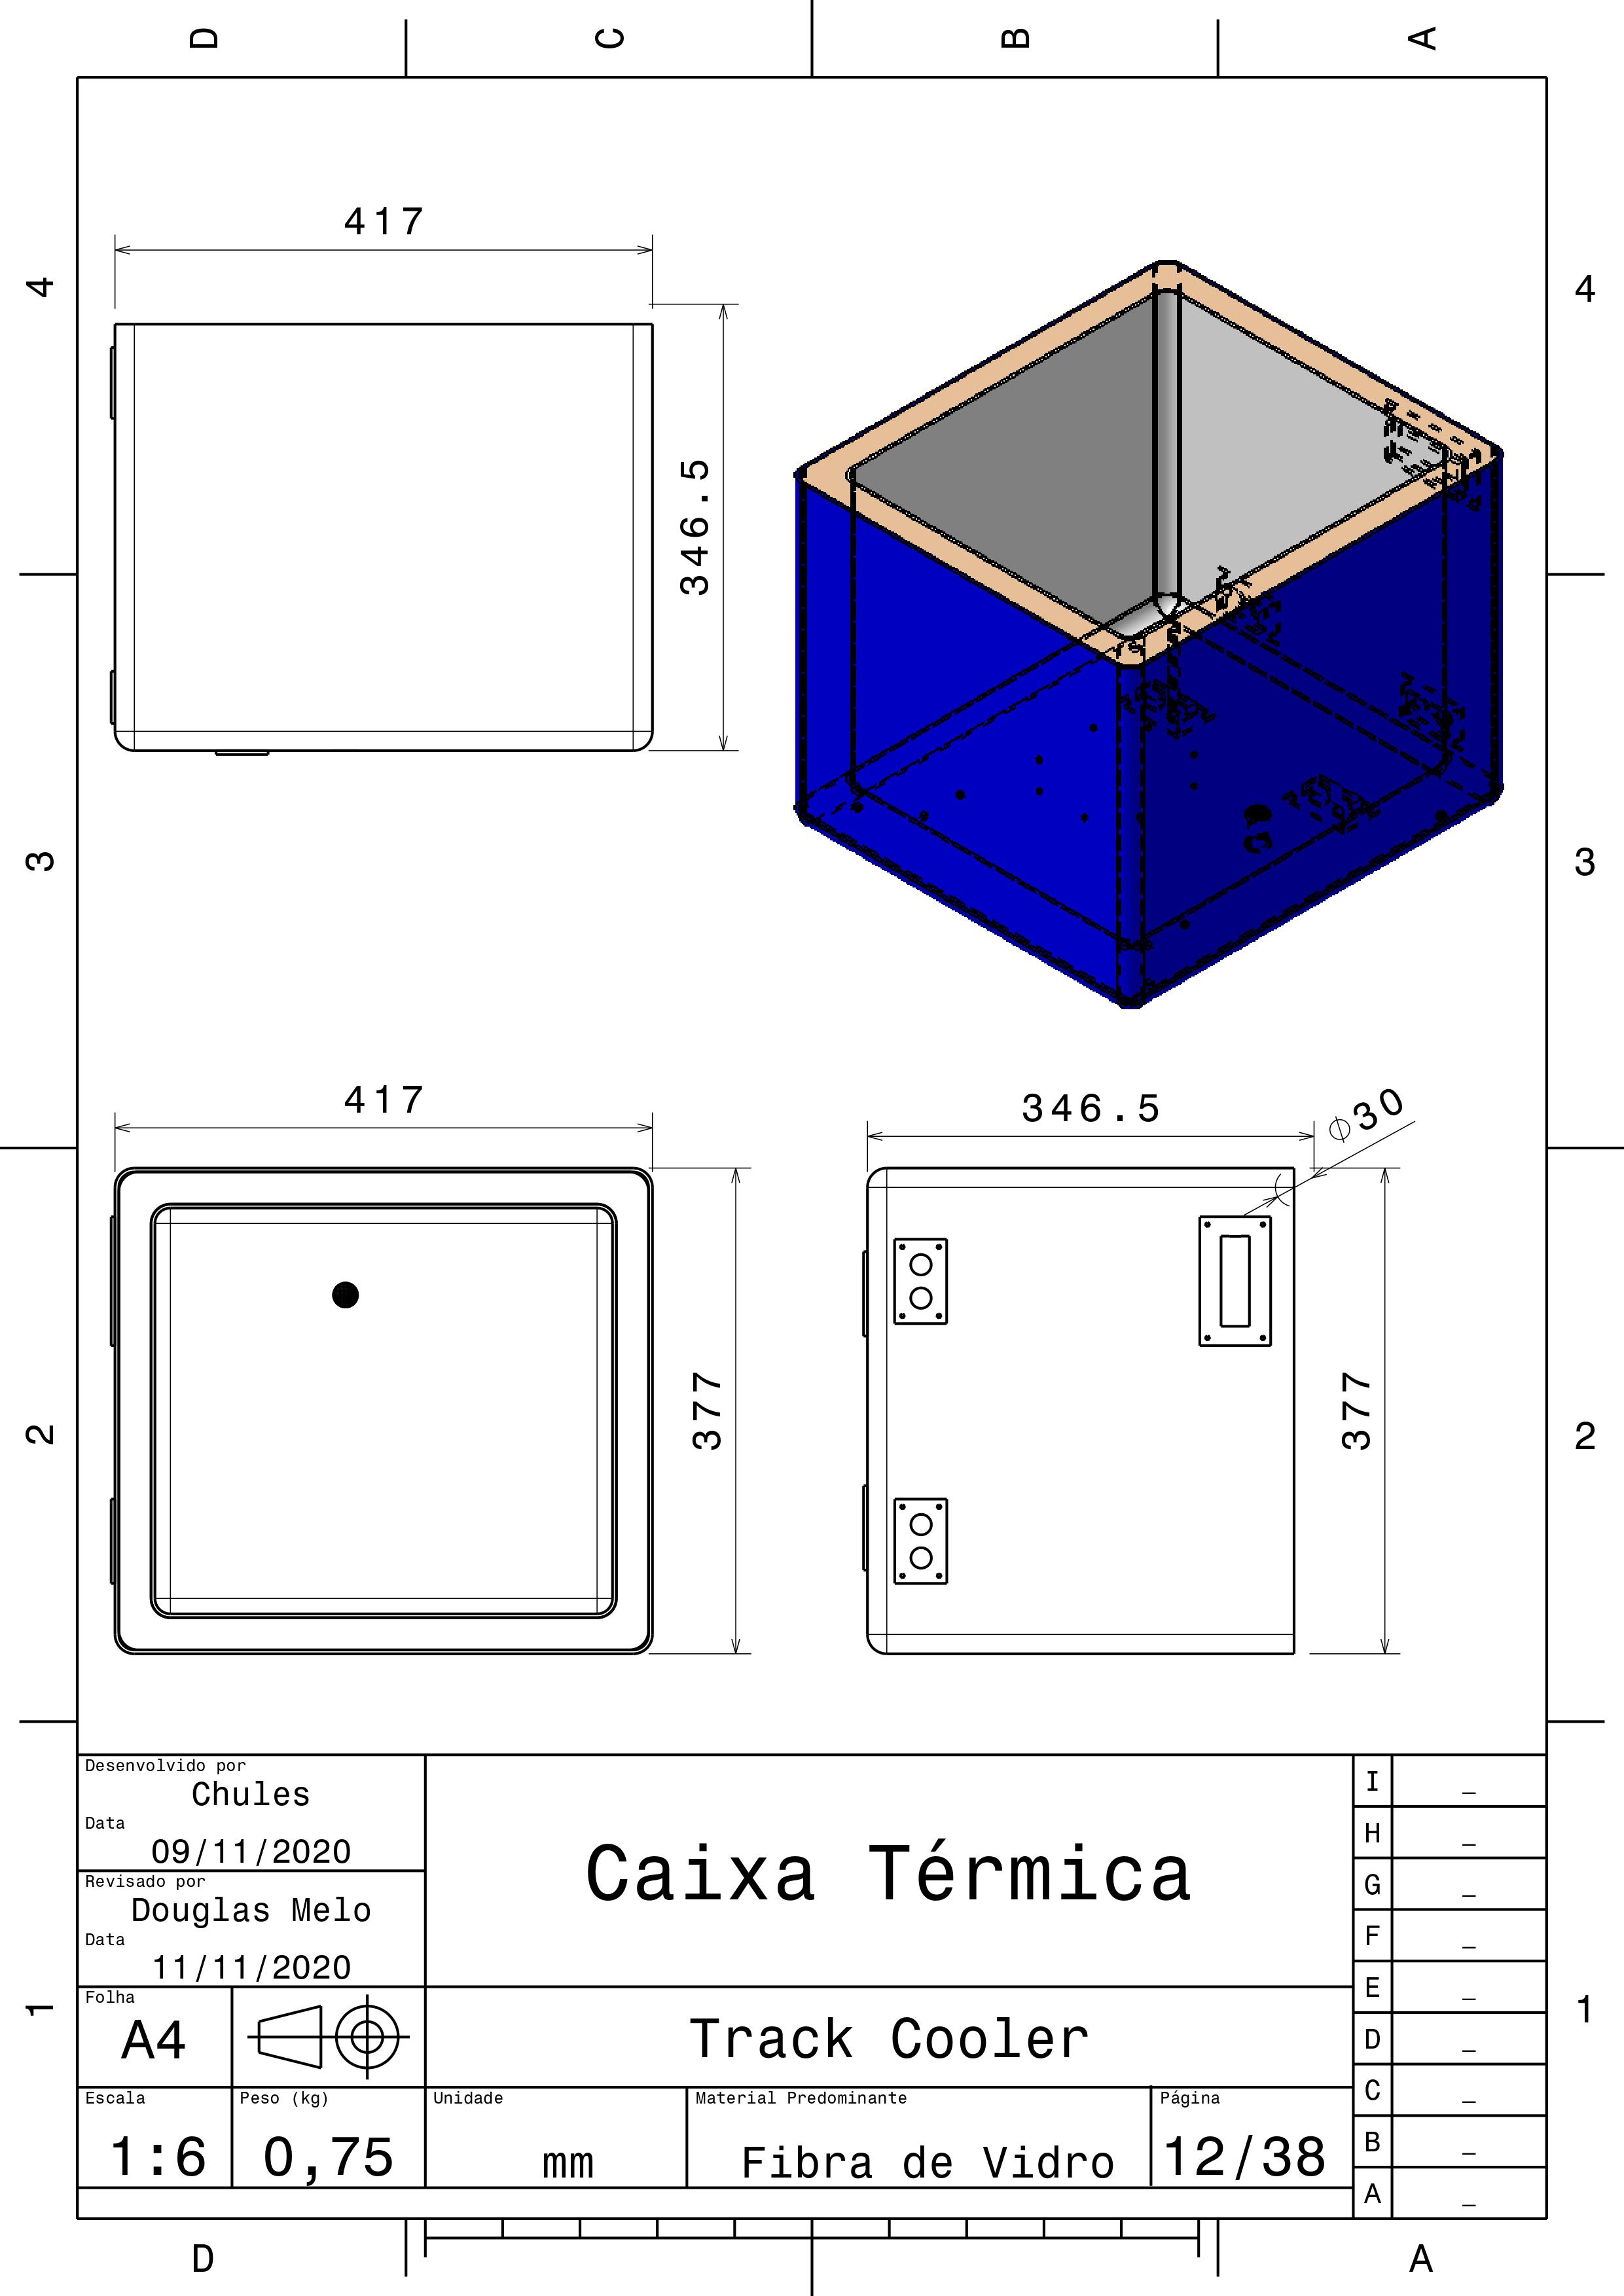 D C B A
417
4 4
346.5
3 3
417
346.5
Ø30
377
377
2 2
Desenvolvido por
Chules
Data
09/11/2020
Revisado por
Douglas Melo
Data
11/11/2020
Caixa Térmica
I _
H _
G _
F _
E _
D _
C _
B _
A _
1 1
Folha
A4
Track Cooler
Escala
1:6
Peso (kg)
0,75
Unidade
mm
Material Predominante
Fibra de Vidro
Página
12/38
D A